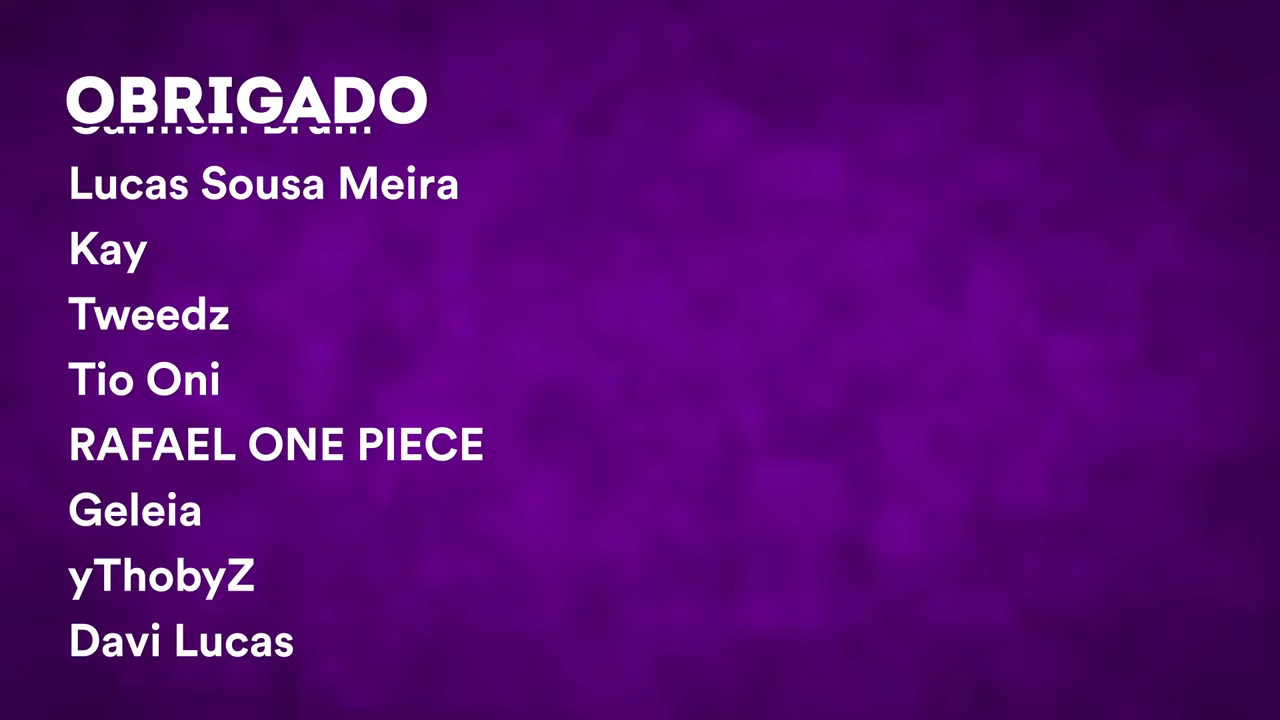 OBRIGADO
Lucas Sousa Meira
Kay
Tweedz
Tio Oni
RAFAEL ONE PIECE
Geleia
yThobyZ
Davi Lucas